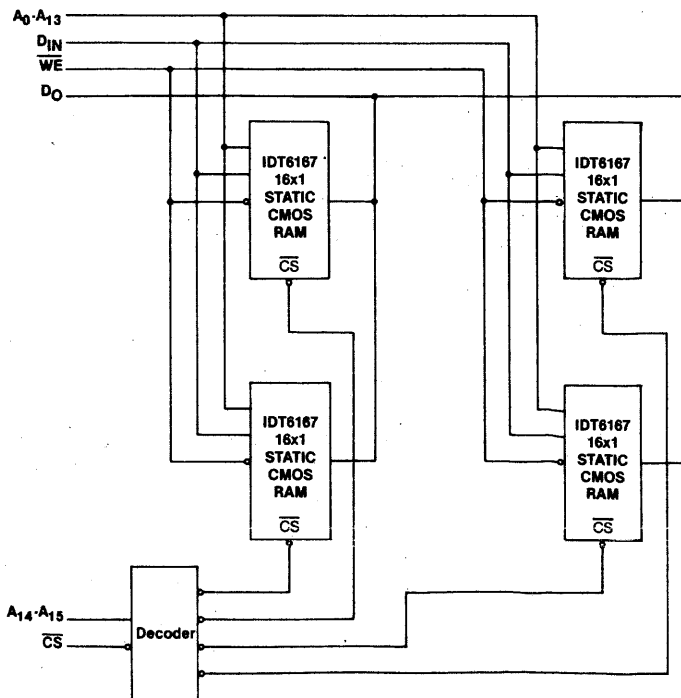 A0-A13
DIN
WE
DO
IDT6167
16x1
STATIC
CMOS
RAM
CS
IDT6167
16x1
STATIC
CMOS
RAM
CS
IDT6167
16x1
STATIC
CMOS
RAM
CS
IDT6167
16x1
STATIC
CMOS
RAM
CS
A14-A15
CS
Decoder